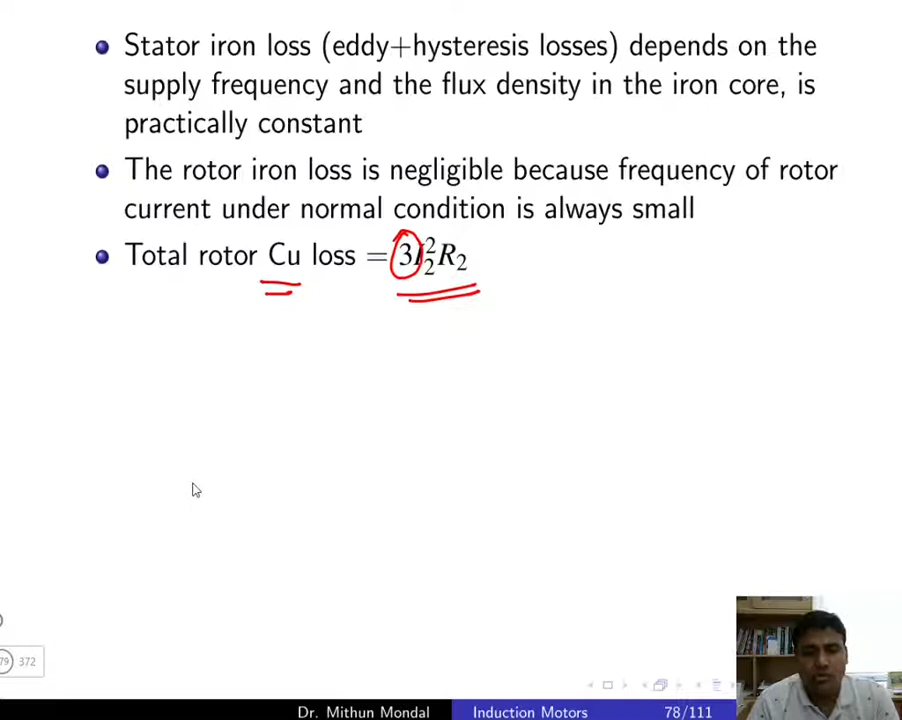 Stator iron loss (eddy+hysteresis losses) depends on the
supply frequency and the flux density in the iron core, is
practically constant
The rotor iron loss is negligible because frequency of rotor
current under normal condition is always small
Total rotor Cu loss = 3I₂²R₂
79 372
Dr. Mithun Mondal Induction Motors 78/111